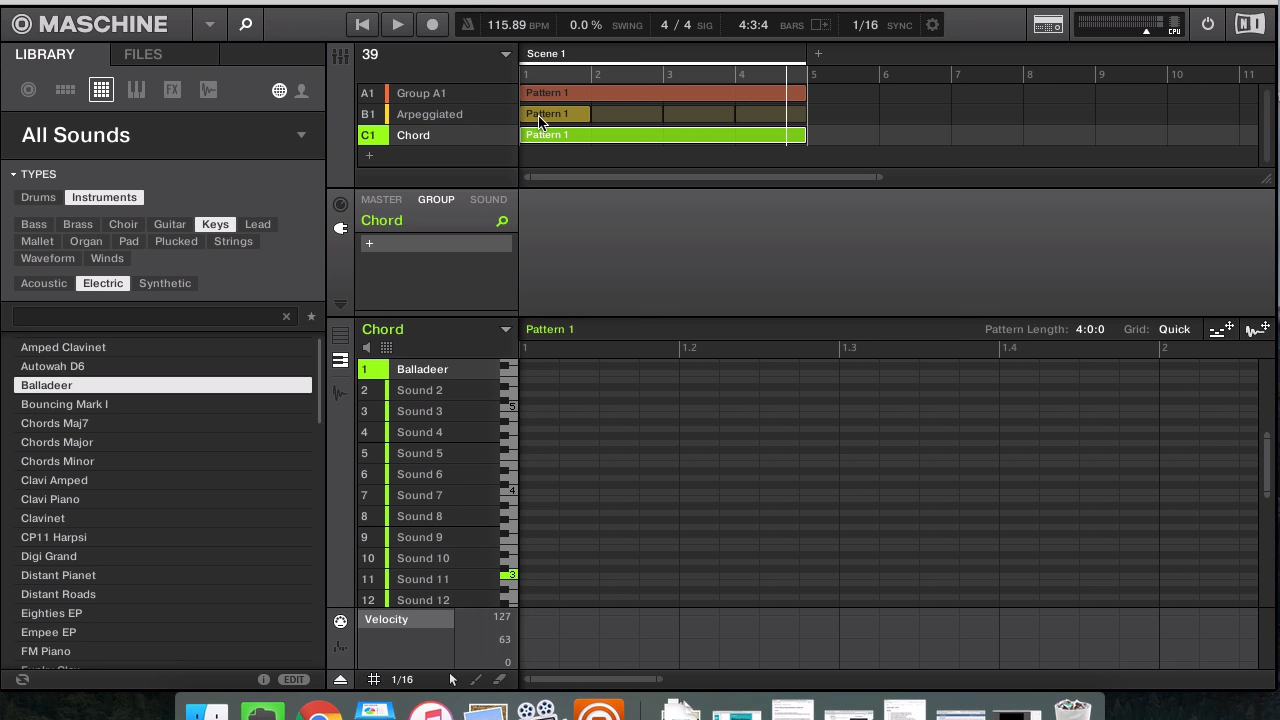 MASCHINE
115.89 BPM 0.0 % SWING 4 / 4 SIG 4:3:4 BARS 1/16 SYNC CPU
LIBRARY FILES
39
Scene 1 +
1 2 3 4 5 6 7 8 9 10 11
A1 Group A1 Pattern 1
B1 Arpeggiated Pattern 1
C1 Chord Pattern 1
+
All Sounds
TYPES
Drums Instruments
Bass Brass Choir Guitar Keys Lead
Mallet Organ Pad Plucked Strings
Waveform Winds
Acoustic Electric Synthetic
MASTER GROUP SOUND
Chord
+
Amped Clavinet
Autowah D6
Balladeer
Bouncing Mark I
Chords Maj7
Chords Major
Chords Minor
Clavi Amped
Clavi Piano
Clavinet
CP11 Harpsi
Digi Grand
Distant Pianet
Distant Roads
Eighties EP
Empee EP
FM Piano
Funky Clav
EDIT
Chord Pattern 1 Pattern Length: 4:0:0 Grid: Quick
1 1.2 1.3 1.4 2
1 Balladeer
2 Sound 2
3 Sound 3
4 Sound 4
5 Sound 5
6 Sound 6
7 Sound 7
8 Sound 8
9 Sound 9
10 Sound 10
11 Sound 11
12 Sound 12
5
4
3
Velocity 127
63
0
1/16